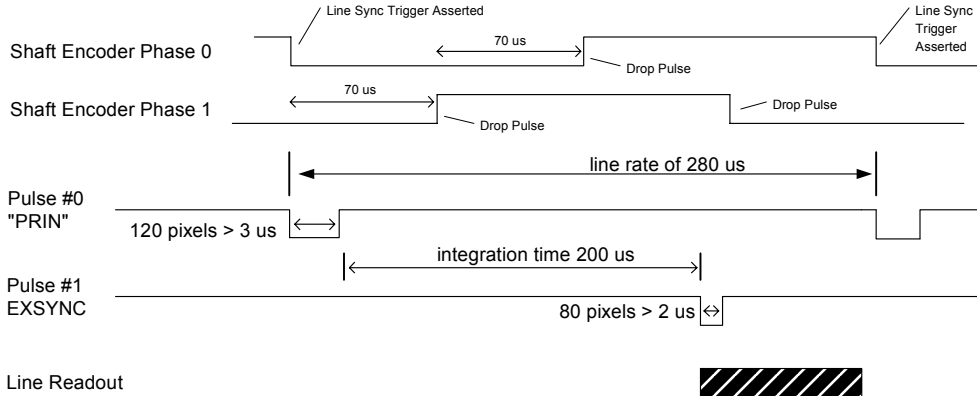 Line Sync Trigger Asserted
Line Sync
Trigger
Asserted
Shaft Encoder Phase 0
70 us
Drop Pulse
70 us
Shaft Encoder Phase 1
Drop Pulse
Drop Pulse
line rate of 280 us
Pulse #0
"PRIN"
120 pixels > 3 us
integration time 200 us
Pulse #1
EXSYNC
80 pixels > 2 us
Line Readout